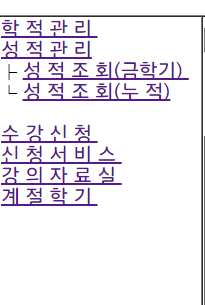 학 적 관 리
성 적 관 리
├ 성 적 조 회(금학기)
└ 성 적 조 회(누 적)
수 강 신 청
신 청 서 비 스
강 의 자 료 실
계 절 학 기